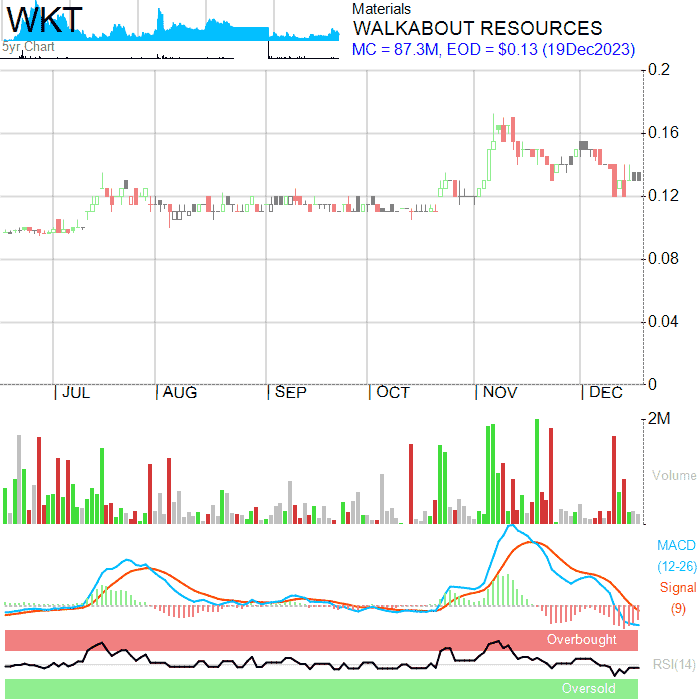 WKT
5yr Chart
Materials
WALKABOUT RESOURCES
MC = 87.3M, EOD = $0.13 (19Dec2023)
0.2
0.16
0.12
0.08
0.04
0
JUL AUG SEP OCT NOV DEC
2M
Volume
MACD
(12-26)
Signal
(9)
Overbought
RSI(14)
Oversold